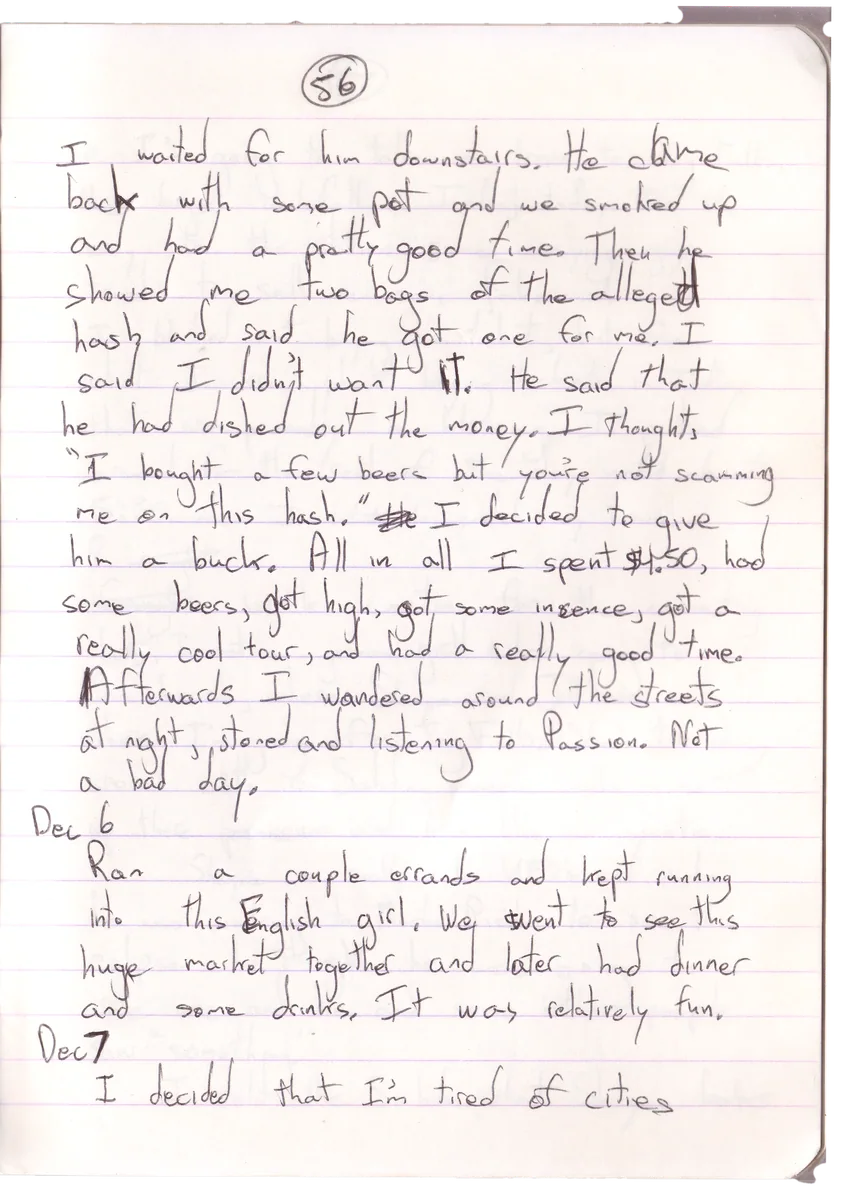 56
I waited for him downstairs. He came
back with some pot and we smoked up
and had a pretty good time. Then he
showed me two bags of the alleged
hash and said he got one for me. I
said I didn't want IT. He said that
he had dished out the money. I thought,
"I bought a few beers but you're not scamming
me on this hash." I decided to give
him a buck. All in all I spent $4.50, had
some beers, got high, got some insence, got a
really cool tour, and had a really good time.
Afterwards I wandered around the streets
at night, stoned and listening to Passion. Not
a bad day.
Dec 6
Ran a couple errands and kept running
into this English girl. We went to see this
huge market together and later had dinner
and some drinks. It was relatively fun.
Dec 7
I decided that I'm tired of cities